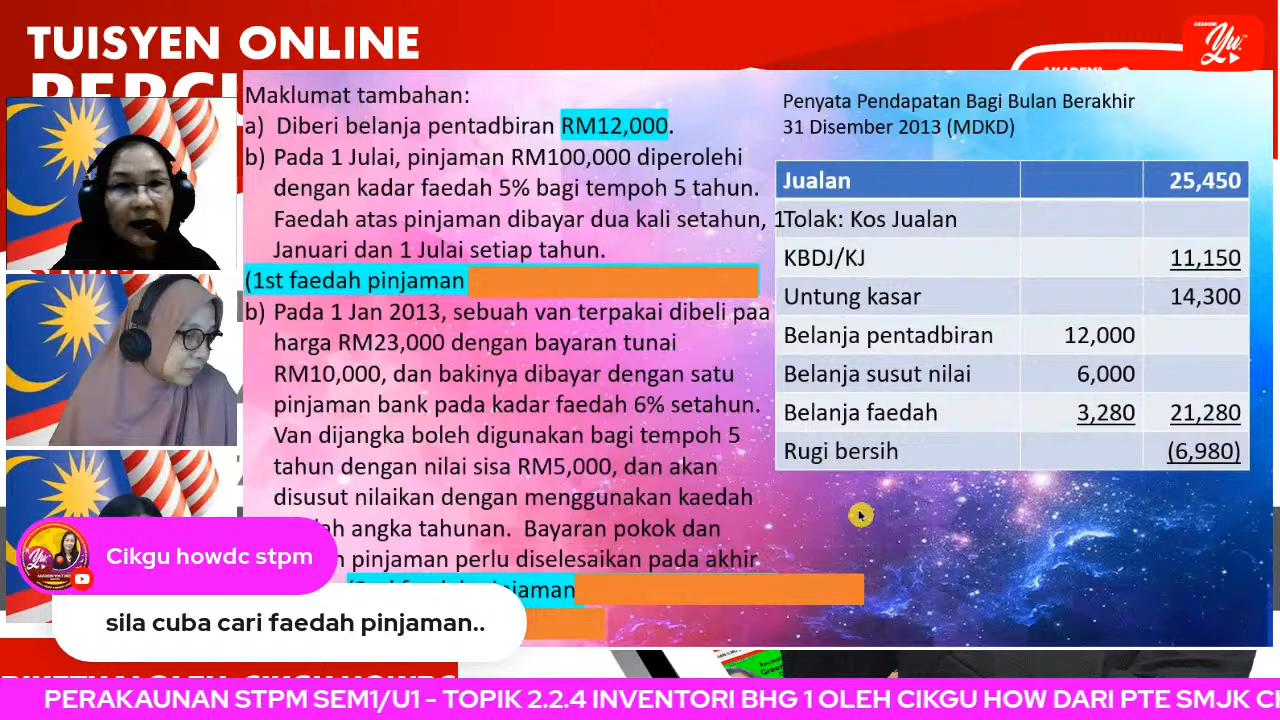 TUISYEN ONLINE
Maklumat tambahan:
a) Diberi belanja pentadbiran RM12,000.
b) Pada 1 Julai, pinjaman RM100,000 diperolehi
dengan kadar faedah 5% bagi tempoh 5 tahun.
Faedah atas pinjaman dibayar dua kali setahun, 1
Januari dan 1 Julai setiap tahun.
(1st faedah pinjaman
b) Pada 1 Jan 2013, sebuah van terpakai dibeli paa
harga RM23,000 dengan bayaran tunai
RM10,000, dan bakinya dibayar dengan satu
pinjaman bank pada kadar faedah 6% setahun.
Van dijangka boleh digunakan bagi tempoh 5
tahun dengan nilai sisa RM5,000, dan akan
disusut nilaikan dengan menggunakan kaedah
angka tahunan. Bayaran pokok dan
pinjaman perlu diselesaikan pada akhir
Penyata Pendapatan Bagi Bulan Berakhir
31 Disember 2013 (MDKD)
Jualan 25,450
Tolak: Kos Jualan
KBDJ/KJ 11,150
Untung kasar 14,300
Belanja pentadbiran 12,000
Belanja susut nilai 6,000
Belanja faedah 3,280 21,280
Rugi bersih (6,980)
Cikgu howdc stpm
sila cuba cari faedah pinjaman..
PERAKAUNAN STPM SEM1/U1 - TOPIK 2.2.4 INVENTORI BHG 1 OLEH CIKGU HOW DARI PTE SMJK